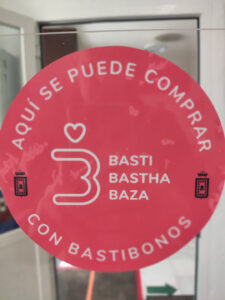 AQUÍ SE PUEDE COMPRAR
BASTI
BASTHA
BAZA
CON BASTIBONOS